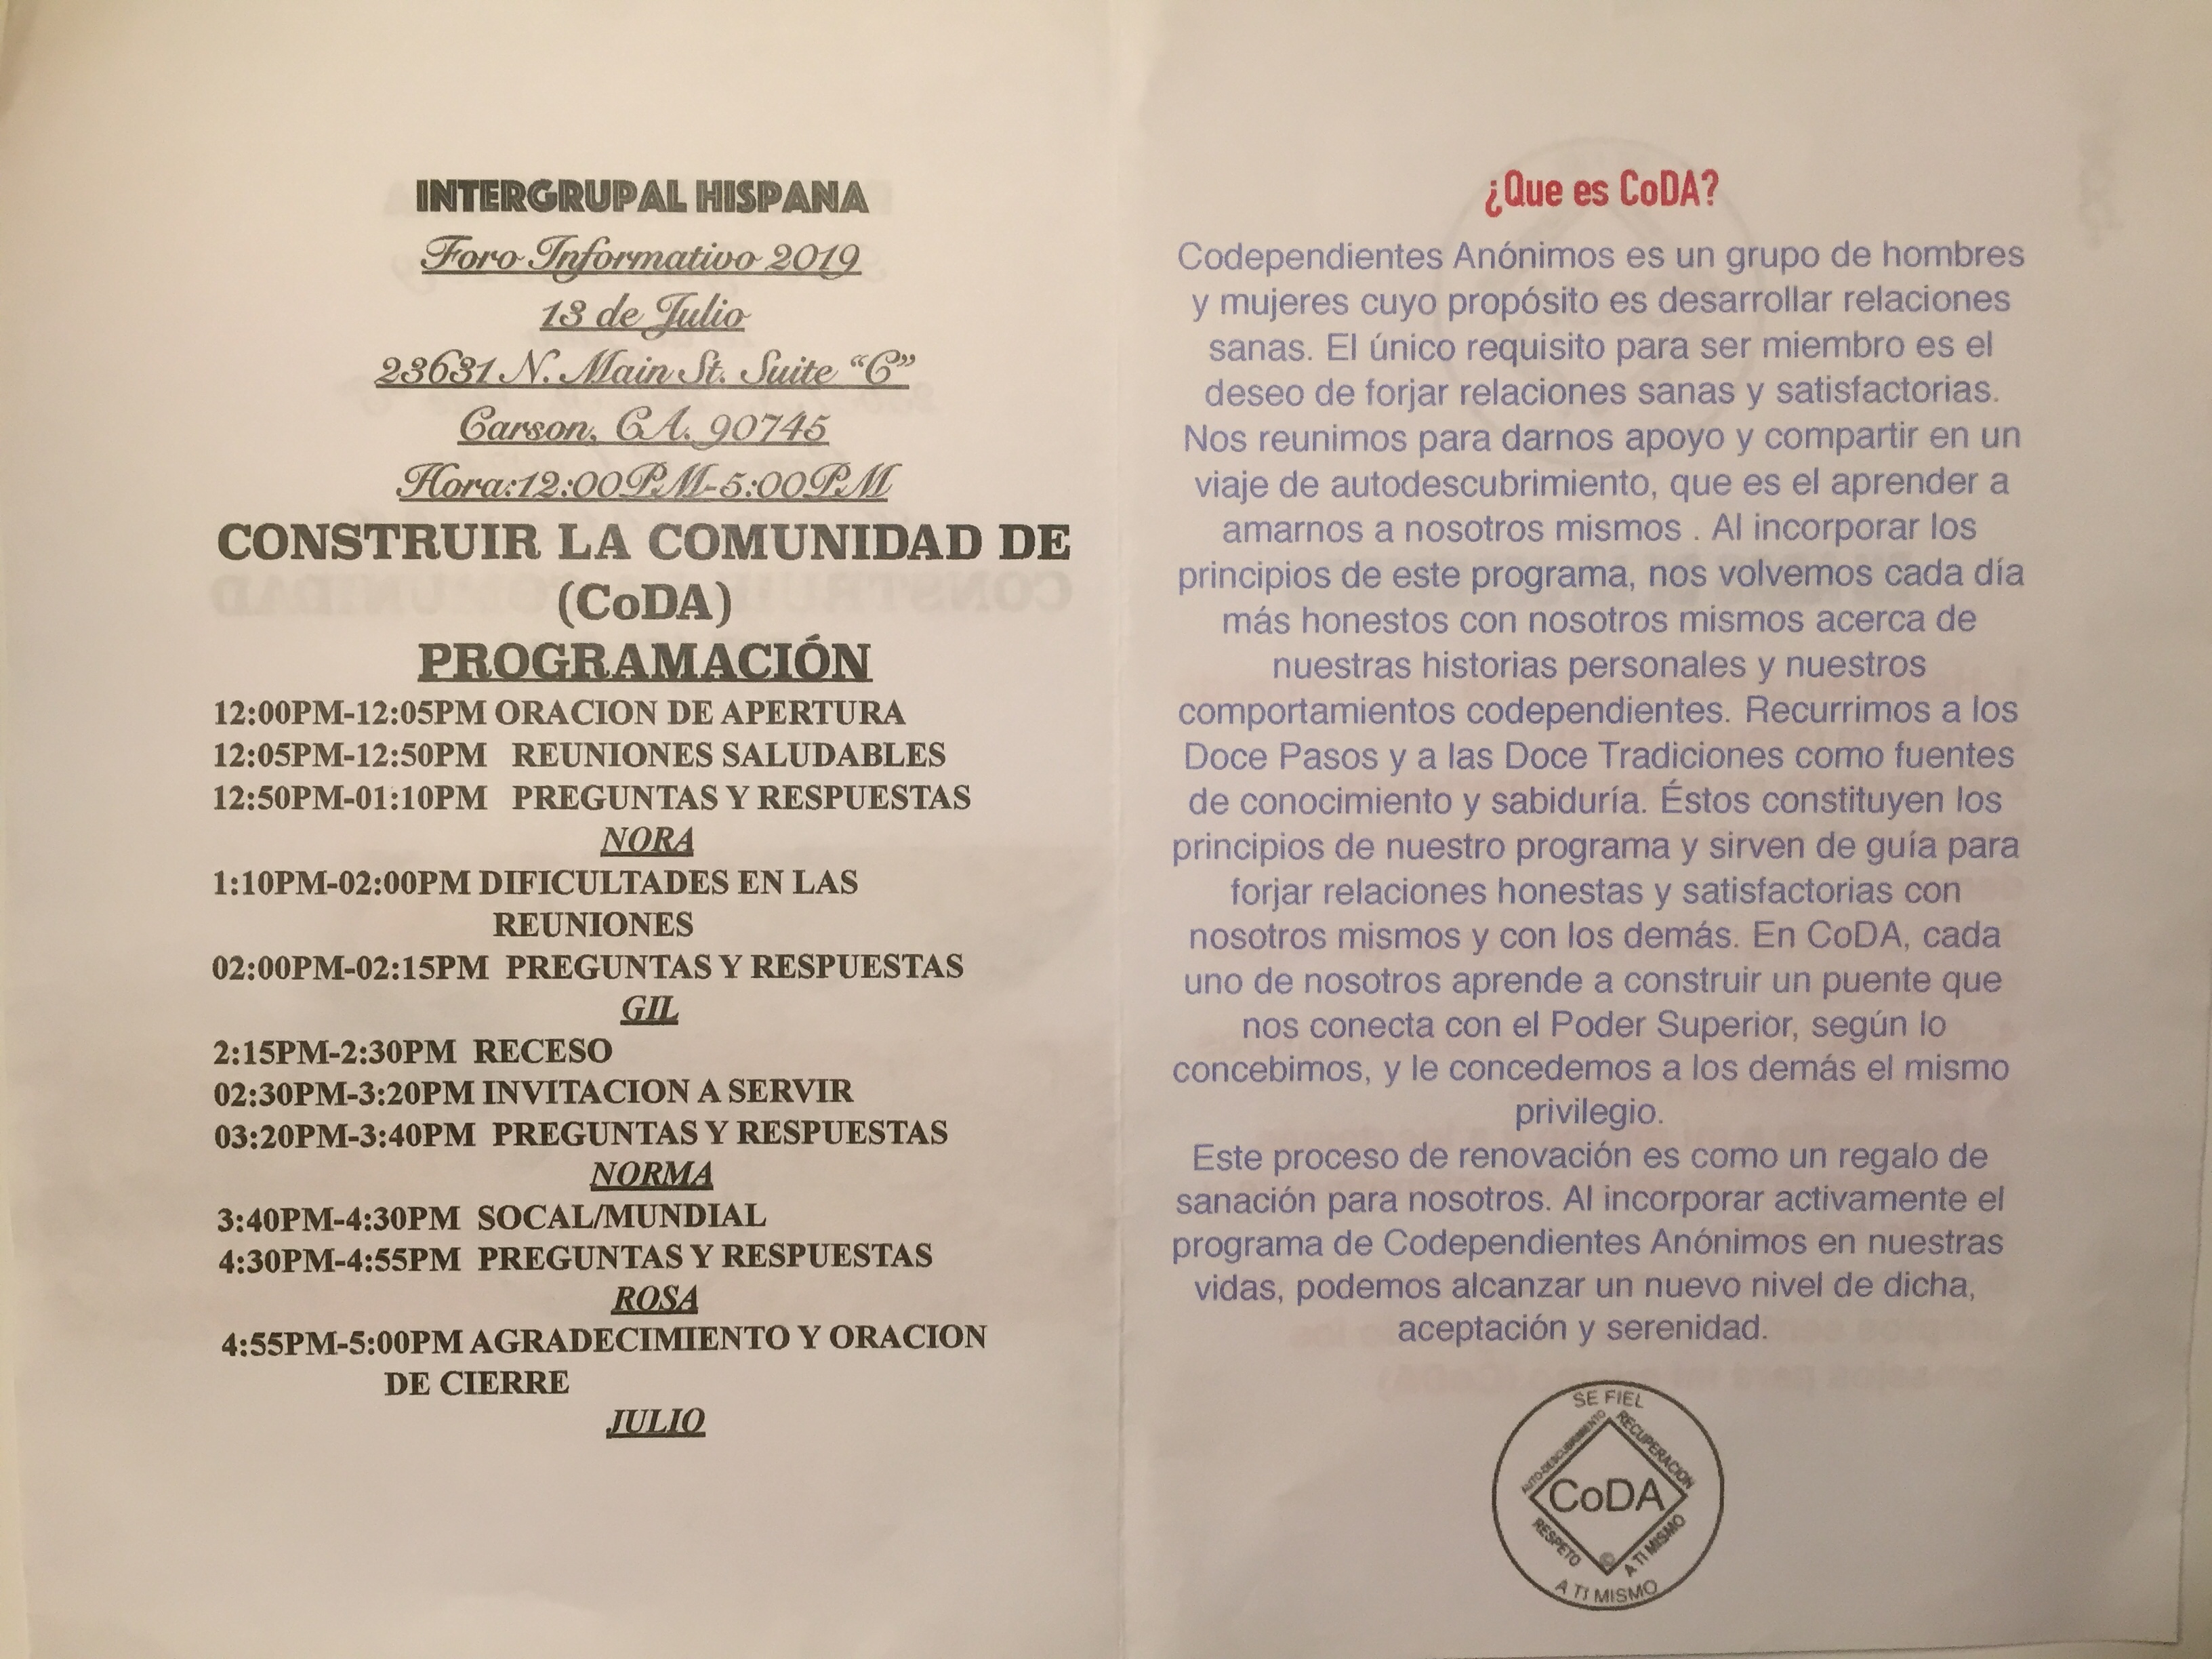 INTERGRUPAL HISPANA
Foro Informativo 2019
13 de Julio
23631 N. Main St. Suite “C”
Carson, CA. 90745
Hora:12:00PM-5:00PM
CONSTRUIR LA COMUNIDAD DE
(CoDA)
PROGRAMACIÓN
12:00PM-12:05PM ORACION DE APERTURA
12:05PM-12:50PM REUNIONES SALUDABLES
12:50PM-01:10PM PREGUNTAS Y RESPUESTAS
NORA
1:10PM-02:00PM DIFICULTADES EN LAS
REUNIONES
02:00PM-02:15PM PREGUNTAS Y RESPUESTAS
GIL
2:15PM-2:30PM RECESO
02:30PM-3:20PM INVITACION A SERVIR
03:20PM-3:40PM PREGUNTAS Y RESPUESTAS
NORMA
3:40PM-4:30PM SOCAL/MUNDIAL
4:30PM-4:55PM PREGUNTAS Y RESPUESTAS
ROSA
4:55PM-5:00PM AGRADECIMIENTO Y ORACION
DE CIERRE
JULIO
¿Que es CoDA?
Codependientes Anónimos es un grupo de hombres
y mujeres cuyo propósito es desarrollar relaciones
sanas. El único requisito para ser miembro es el
deseo de forjar relaciones sanas y satisfactorias.
Nos reunimos para darnos apoyo y compartir en un
viaje de autodescubrimiento, que es el aprender a
amarnos a nosotros mismos . Al incorporar los
principios de este programa, nos volvemos cada día
más honestos con nosotros mismos acerca de
nuestras historias personales y nuestros
comportamientos codependientes. Recurrimos a los
Doce Pasos y a las Doce Tradiciones como fuentes
de conocimiento y sabiduría. Éstos constituyen los
principios de nuestro programa y sirven de guía para
forjar relaciones honestas y satisfactorias con
nosotros mismos y con los demás. En CoDA, cada
uno de nosotros aprende a construir un puente que
nos conecta con el Poder Superior, según lo
concebimos, y le concedemos a los demás el mismo
privilegio.
Este proceso de renovación es como un regalo de
sanación para nosotros. Al incorporar activamente el
programa de Codependientes Anónimos en nuestras
vidas, podemos alcanzar un nuevo nivel de dicha,
aceptación y serenidad.
SE FIEL
AUTO-DESCUBRIMIENTO
RECUPERACION
CoDA
RESPETO
©
A TI MISMO
A TI MISMO